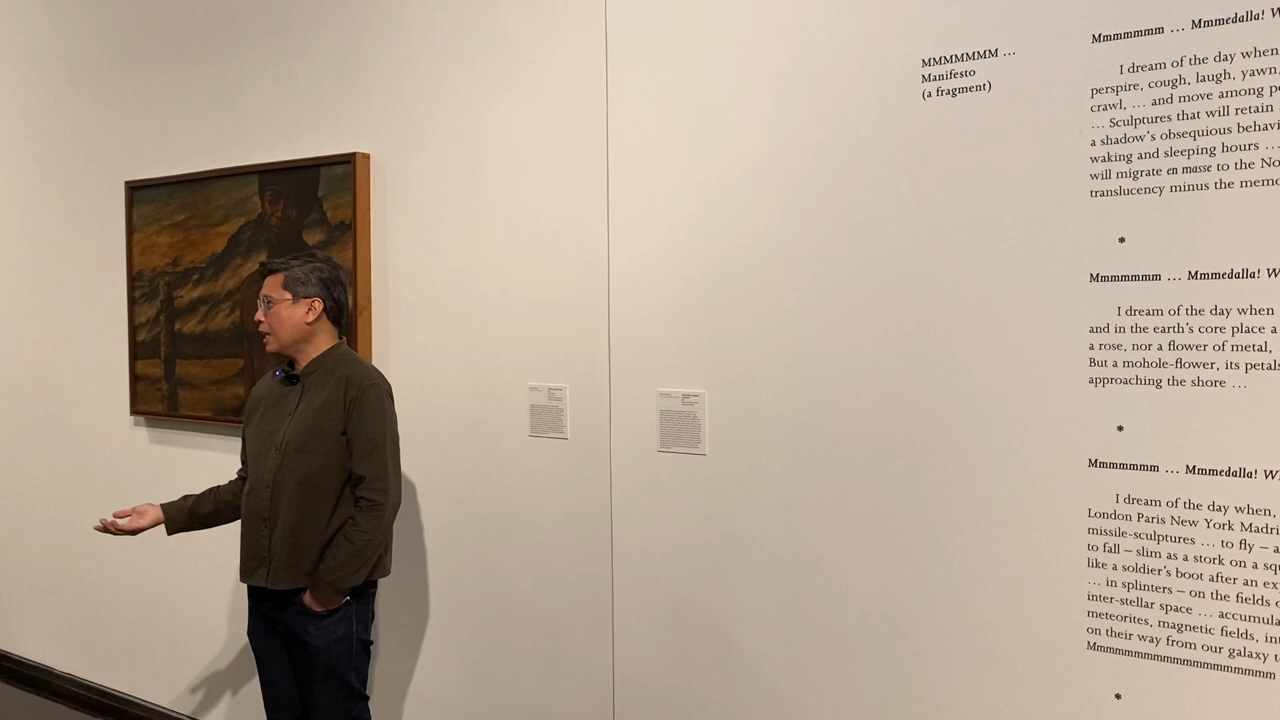 MMMMMMM ...
Manifesto
(a fragment)
Mmmmmmm ... Mmmedalla! W
I dream of the day when
perspire, cough, laugh, yawn,
crawl, ... and move among pe
... Sculptures that will retain
a shadow's obsequious behavi
waking and sleeping hours ...
will migrate en masse to the No
translucency minus the memo
*
Mmmmmmm ... Mmmedalla! W
I dream of the day when
and in the earth's core place a
a rose, nor a flower of metal,
But a mohole-flower, its petals
approaching the shore ...
*
Mmmmmmm ... Mmmedalla! W
I dream of the day when,
London Paris New York Madri
missile-sculptures ... to fly – a
to fall – slim as a stork on a squ
like a soldier's boot after an ex
... in splinters – on the fields o
inter-stellar space ... accumula
meteorites, magnetic fields, int
on their way from our galaxy t
Mmmmmmmmmmmmmmmmmmm
*